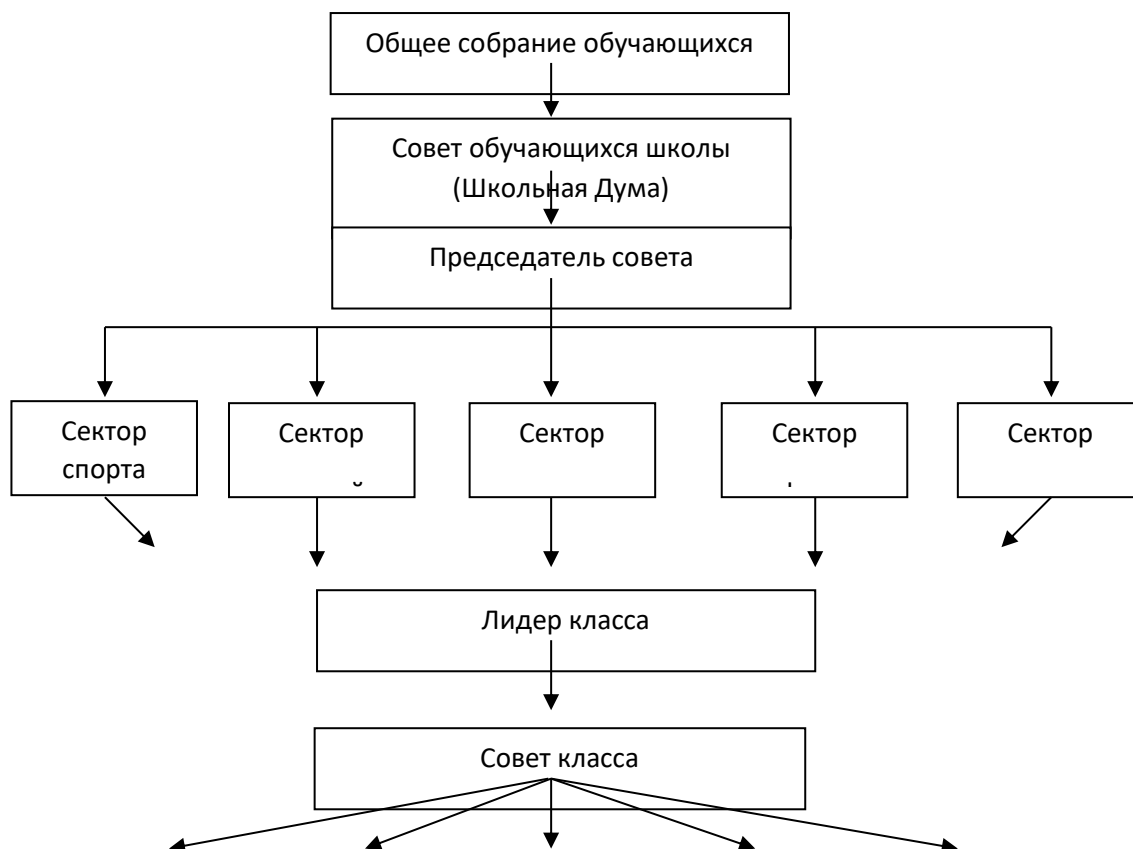 Общее собрание обучающихся
Совет обучающихся школы
(Школьная Дума)
Председатель совета
Сектор
спорта
Сектор
Сектор
Сектор
Сектор
Лидер класса
Совет класса